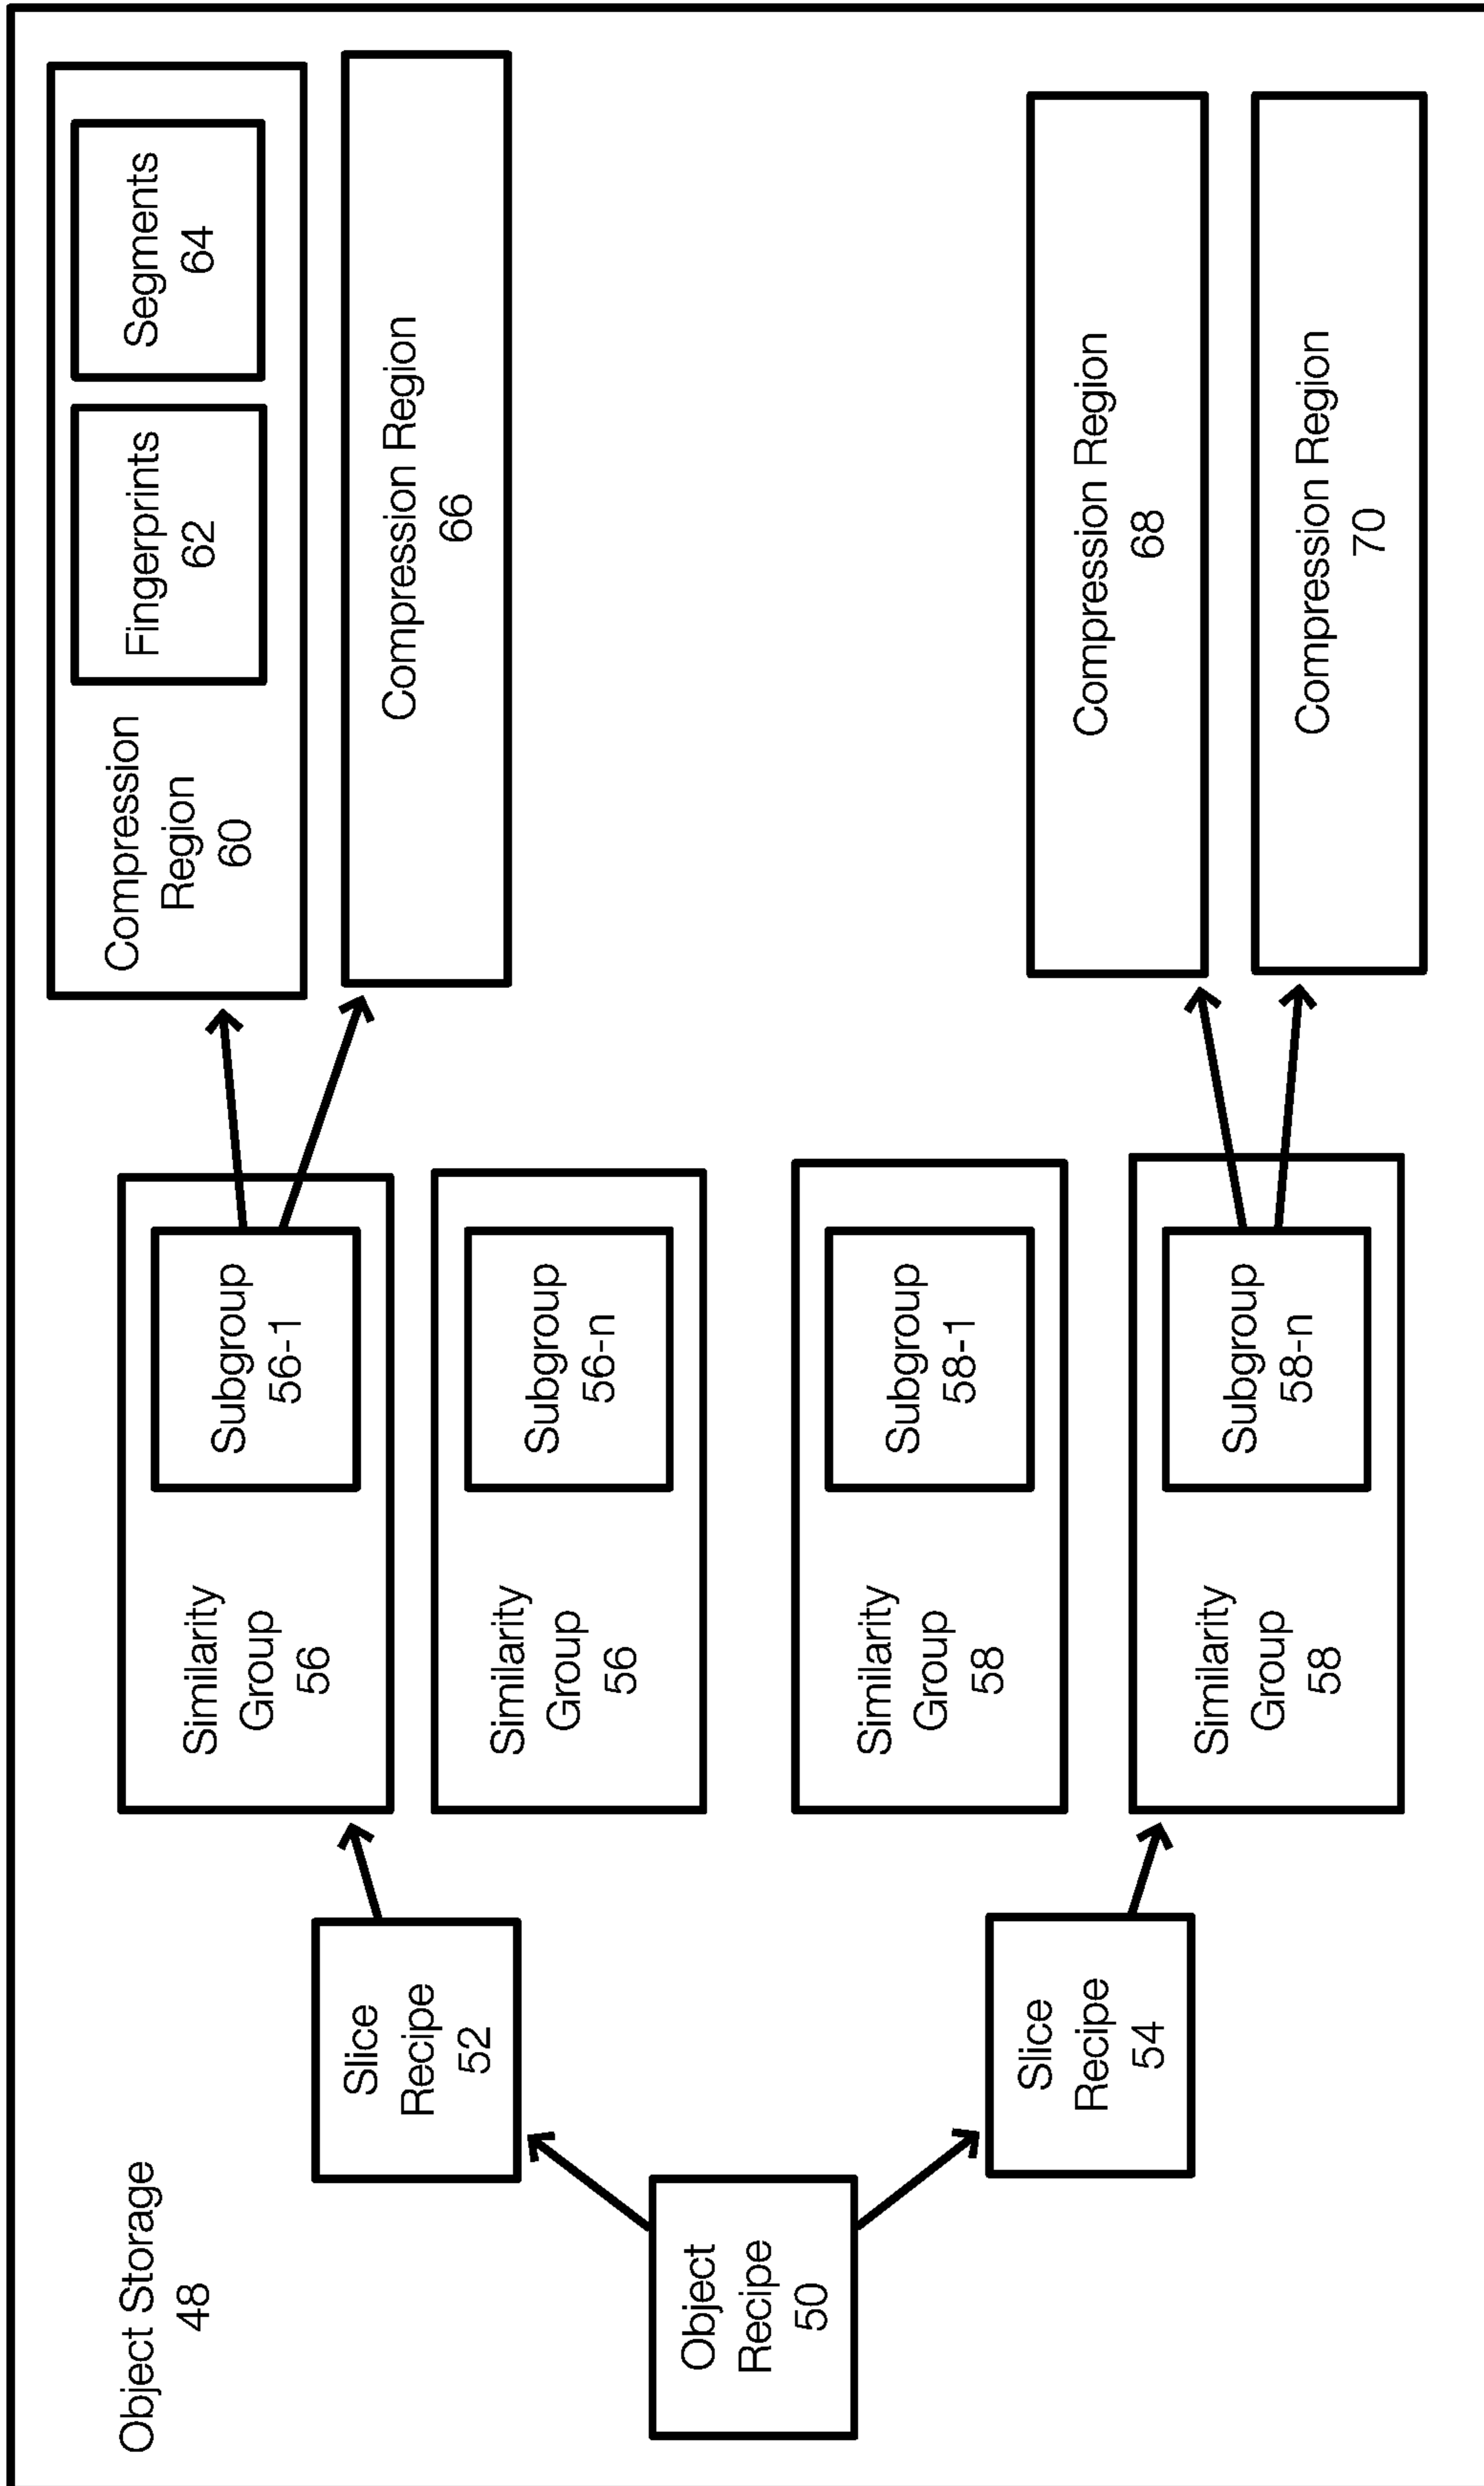 Object Storage
48
Object
Recipe
50
Slice
Recipe
52
Slice
Recipe
54
Similarity
Group
56
Subgroup
56-1
Similarity
Group
56
Subgroup
56-n
Similarity
Group
58
Subgroup
58-1
Similarity
Group
58
Subgroup
58-n
Compression
Region
60
Fingerprints
62
Segments
64
Compression Region
66
Compression Region
68
Compression Region
70